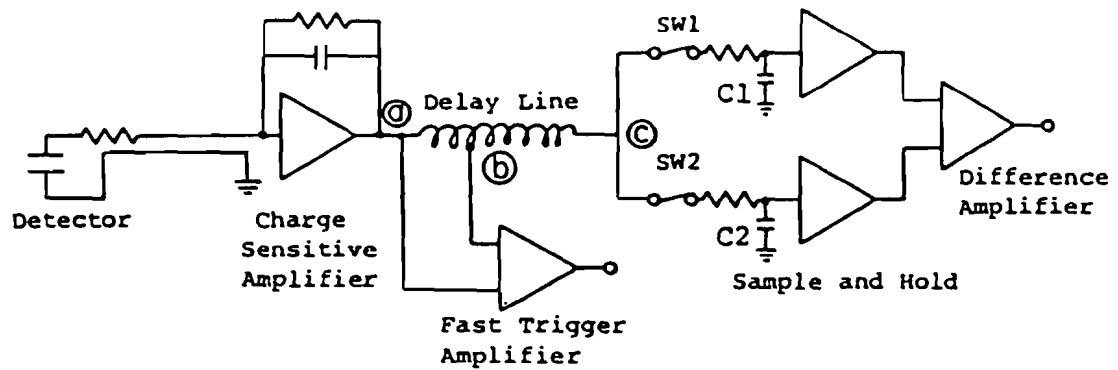 SW1
Delay Line
ⓐ
C1
ⓒ
ⓑ
SW2
Detector
Charge
Sensitive
Amplifier
C2
Difference
Amplifier
Sample and Hold
Fast Trigger
Amplifier